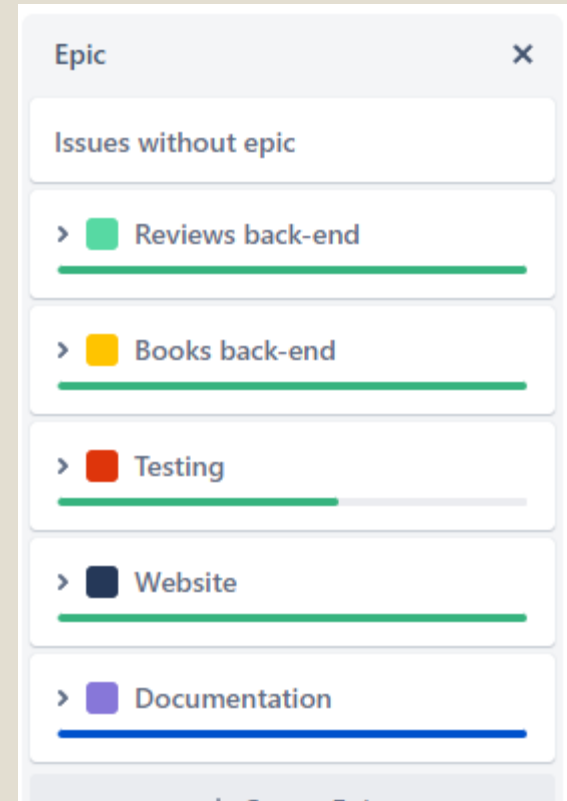 Epic
Issues without epic
Reviews back-end
Books back-end
Testing
Website
Documentation